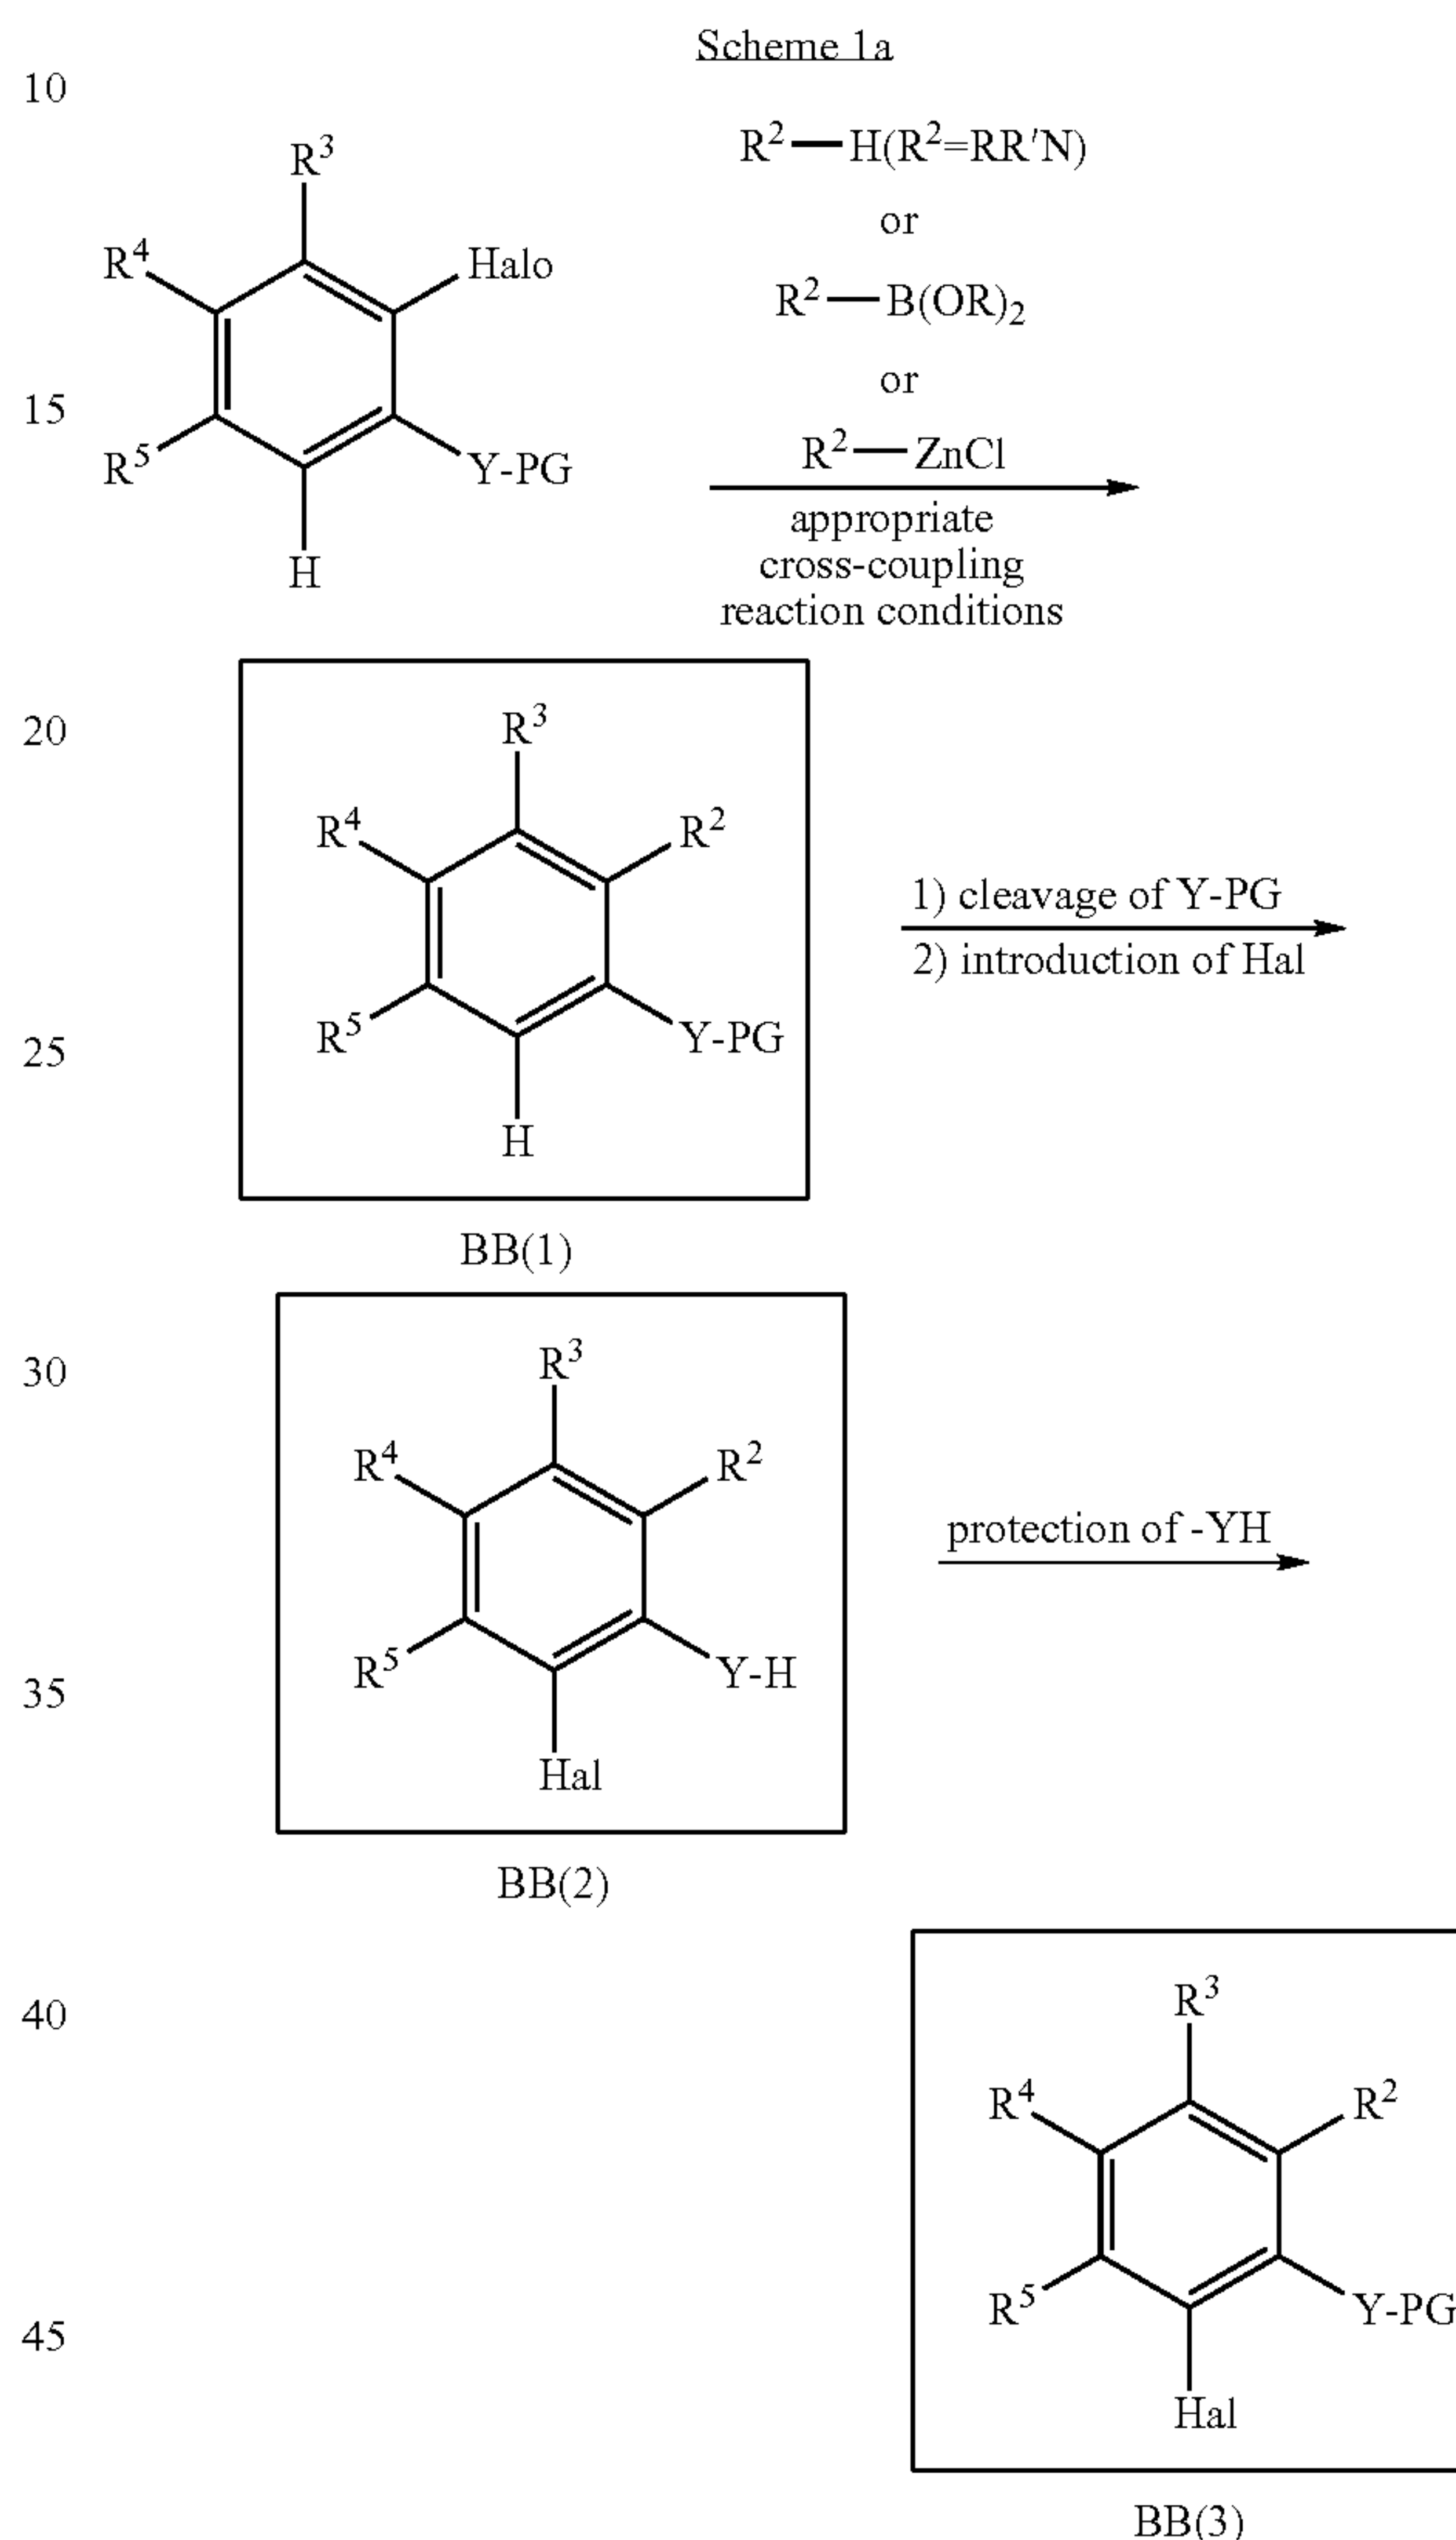 Scheme 1a
10
R² — H(R²=RR'N)
R³
or
R⁴
Halo
R² — B(OR)₂
or
15
R² — ZnCl
R⁵
Y-PG
appropriate
cross-coupling
reaction conditions
H
20
R³
R⁴
R²
1) cleavage of Y-PG
2) introduction of Hal
R⁵
Y-PG
25
H
BB(1)
30
R³
R⁴
R²
protection of -YH
R⁵
Y-H
35
Hal
BB(2)
40
R³
R⁴
R²
R⁵
Y-PG
45
Hal
BB(3)